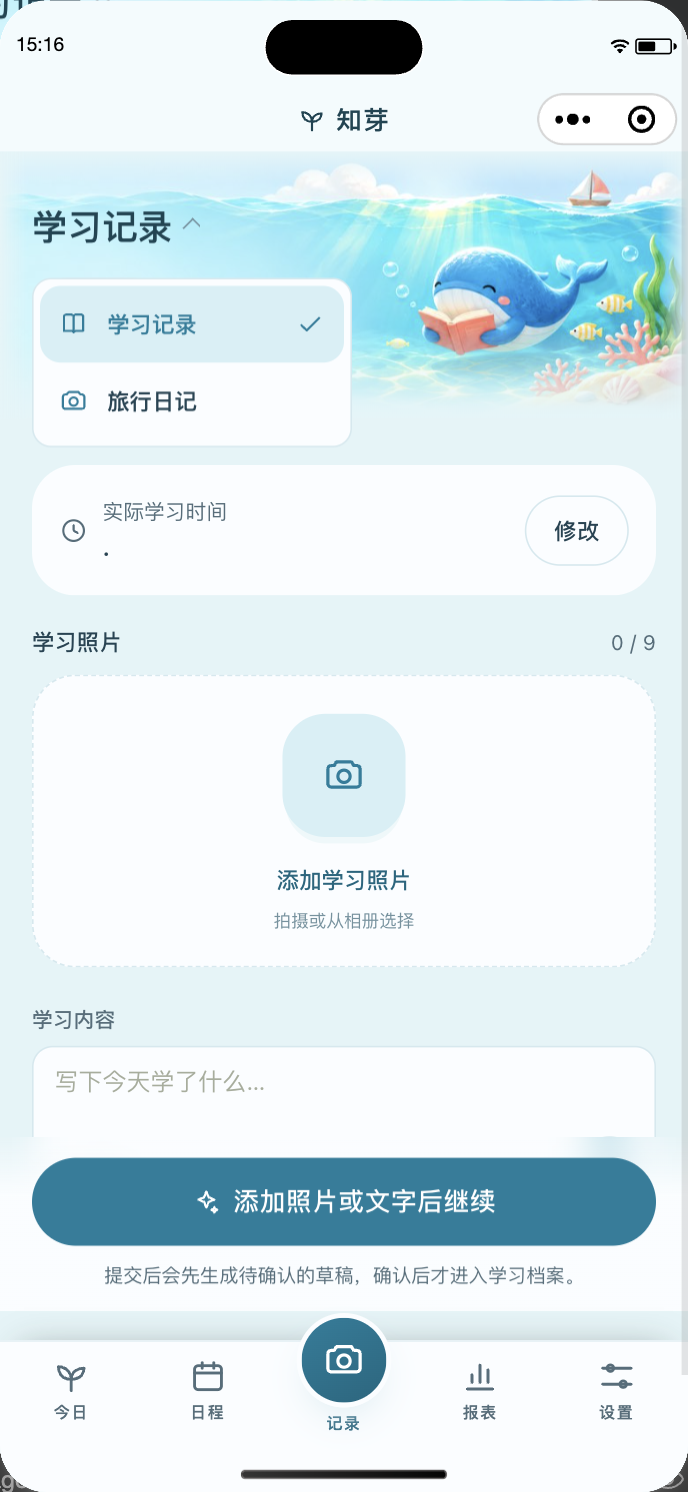 15:16
知芽
学习记录
学习记录
旅行日记
实际学习时间
·
修改
学习照片
0 / 9
添加学习照片
拍摄或从相册选择
学习内容
写下今天学了什么...
添加照片或文字后继续
提交后会先生成待确认的草稿，确认后才进入学习档案。
今日
日程
记录
报表
设置